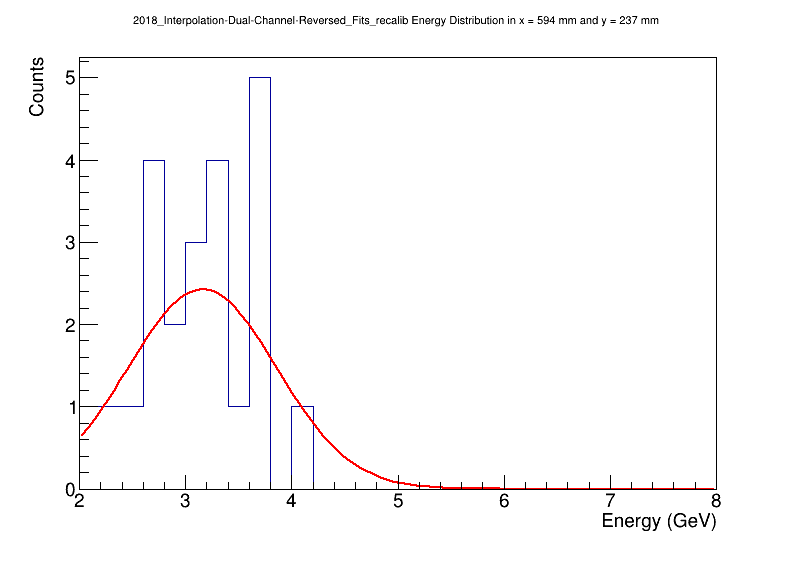 2018_Interpolation-Dual-Channel-Reversed_Fits_recalib Energy Distribution in x = 594 mm and y = 237 mm
Counts
5
4
3
2
1
0
2 3 4 5 6 7 8
Energy (GeV)